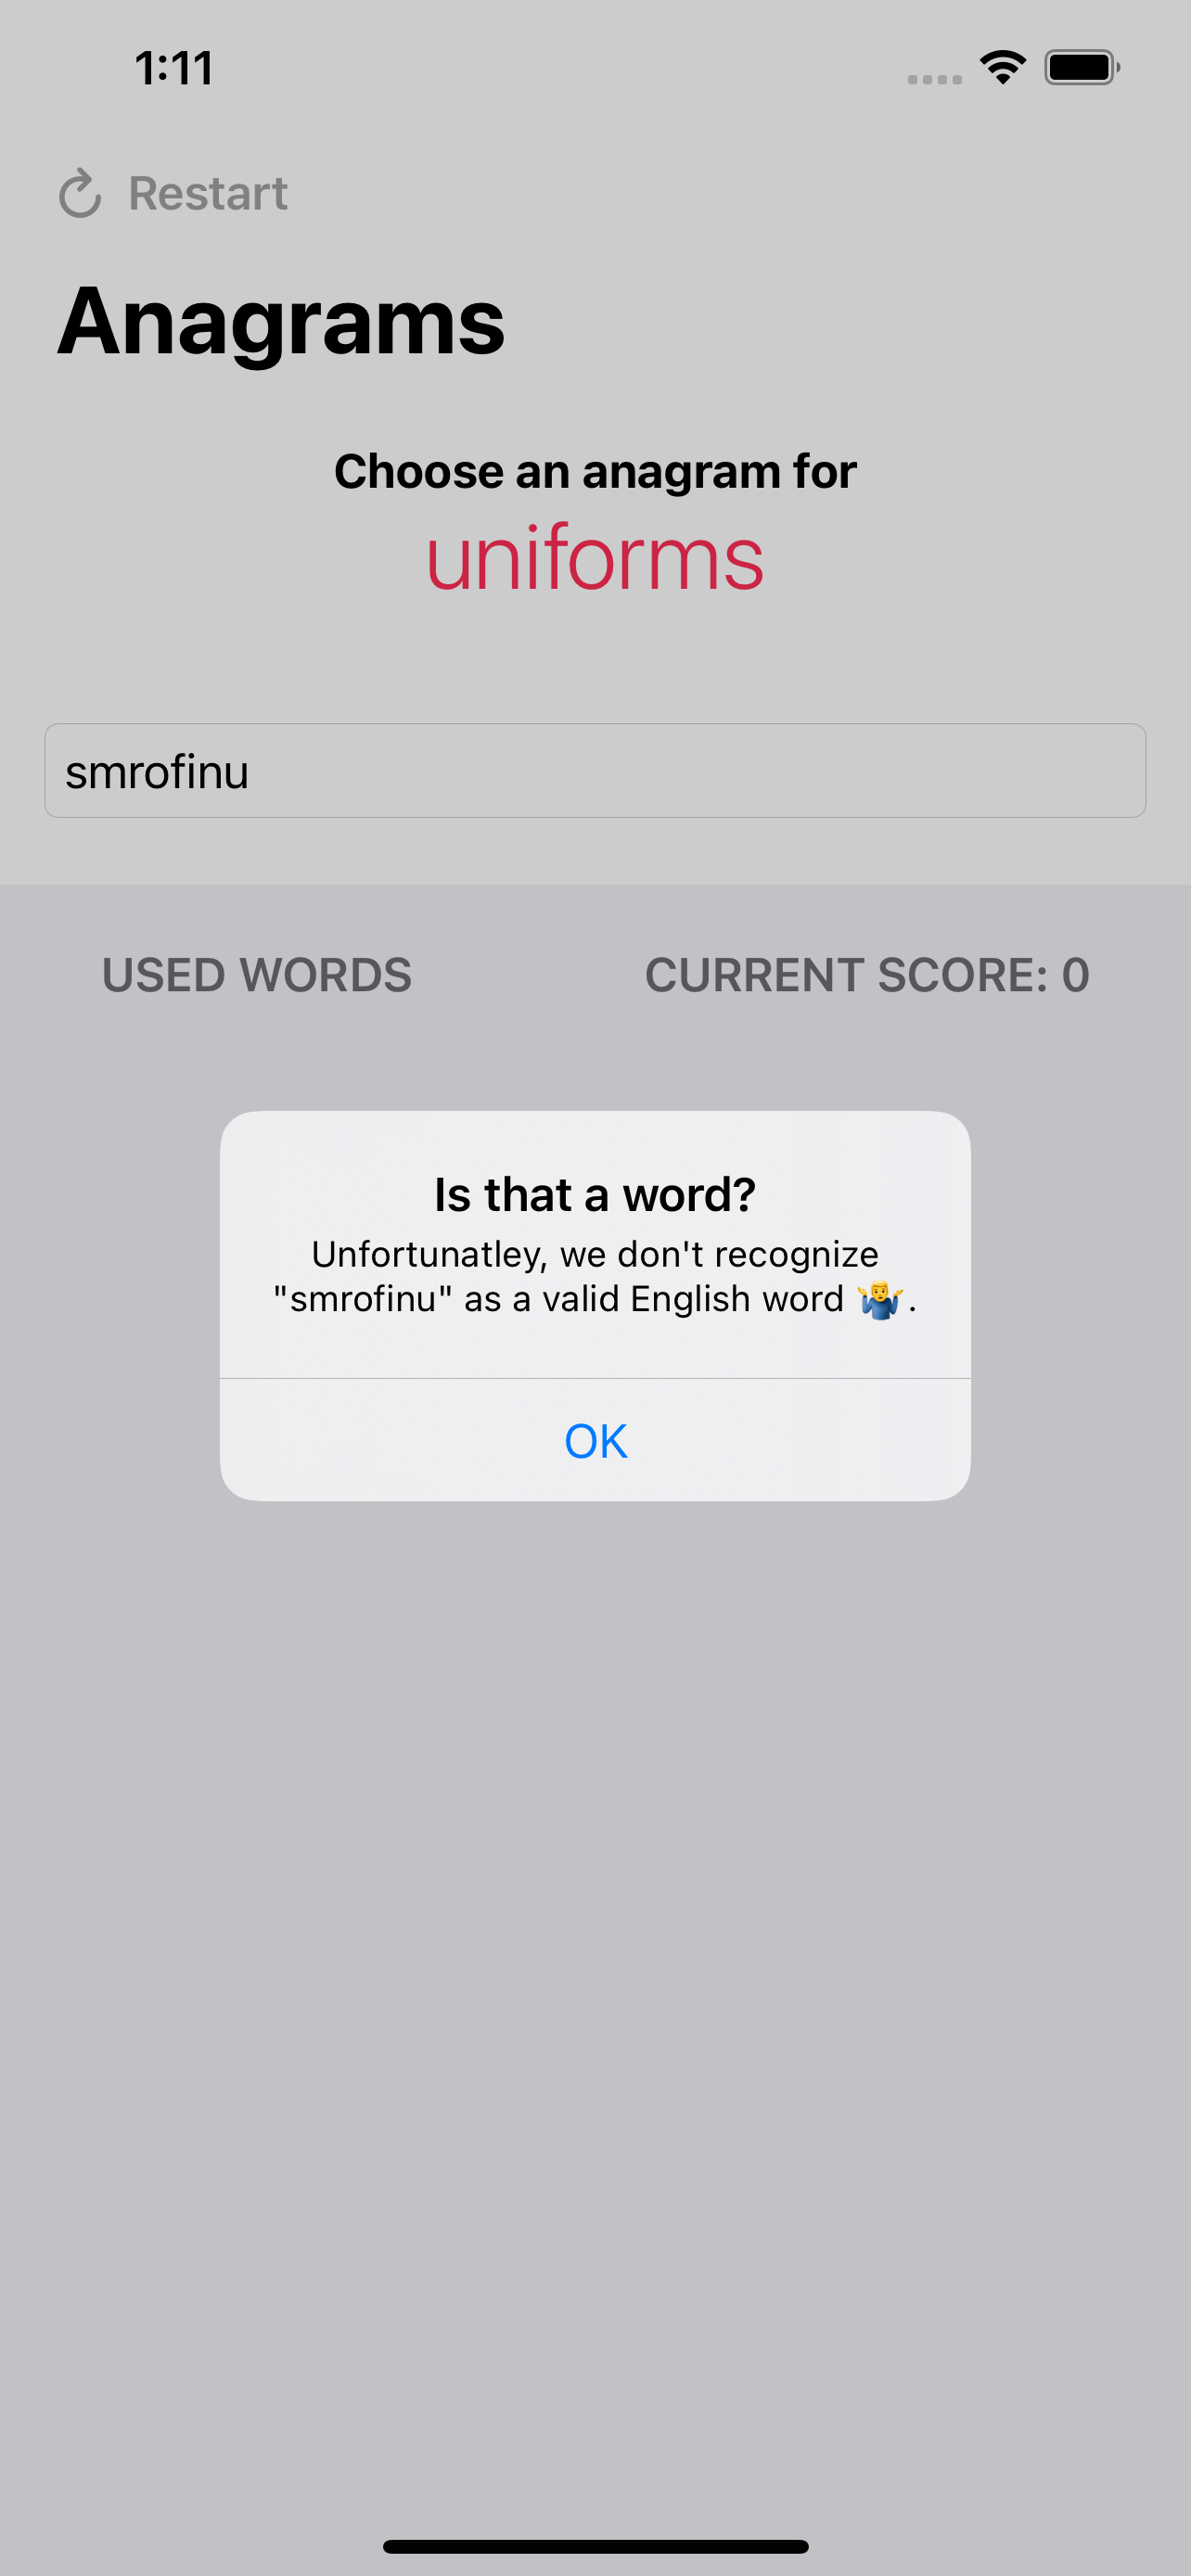 1:11
Restart
Anagrams
Choose an anagram for
uniforms
smrofinu
USED WORDS CURRENT SCORE: 0
Is that a word?
Unfortunatley, we don't recognize
"smrofinu" as a valid English word 🤷‍♂️.
OK